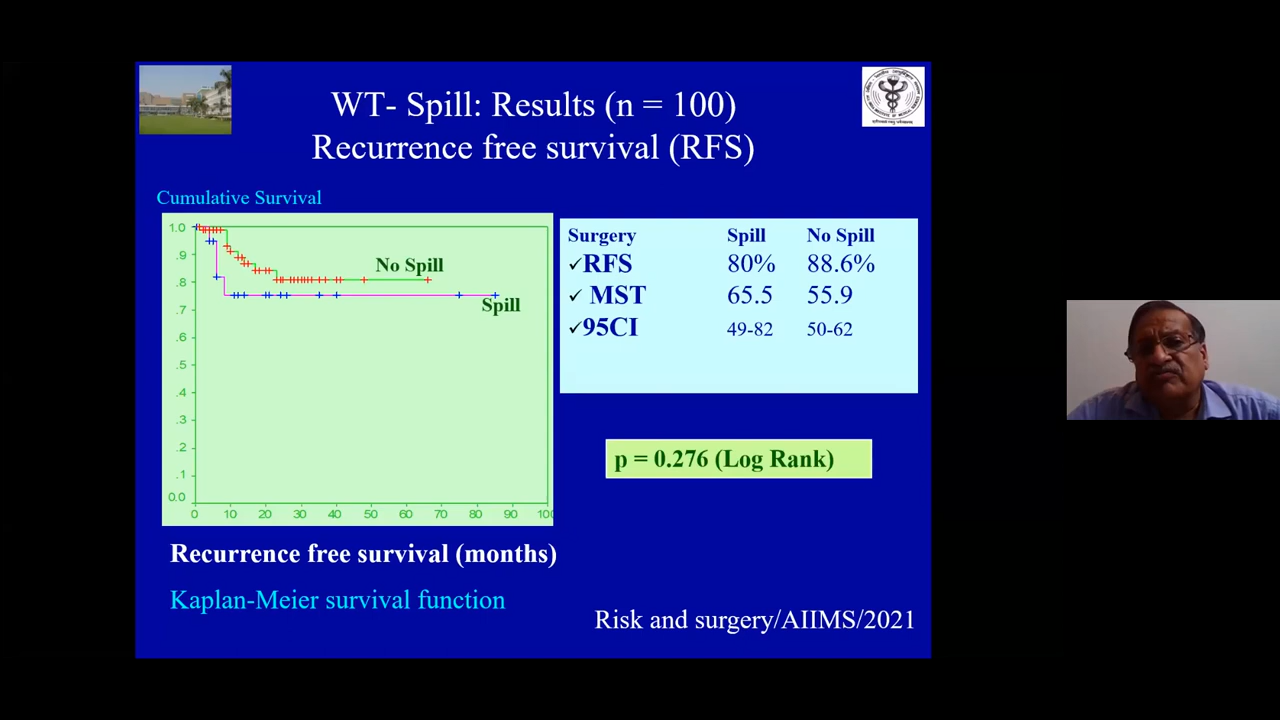 WT- Spill: Results (n = 100)
Recurrence free survival (RFS)
Cumulative Survival
1.0
.9
.8
.7
.6
.5
.4
.3
.2
.1
0.0
No Spill
Spill
0 10 20 30 40 50 60 70 80 90 100
Recurrence free survival (months)
Kaplan-Meier survival function
Surgery Spill No Spill
✓RFS 80% 88.6%
✓ MST 65.5 55.9
✓95CI 49-82 50-62
p = 0.276 (Log Rank)
Risk and surgery/AIIMS/2021